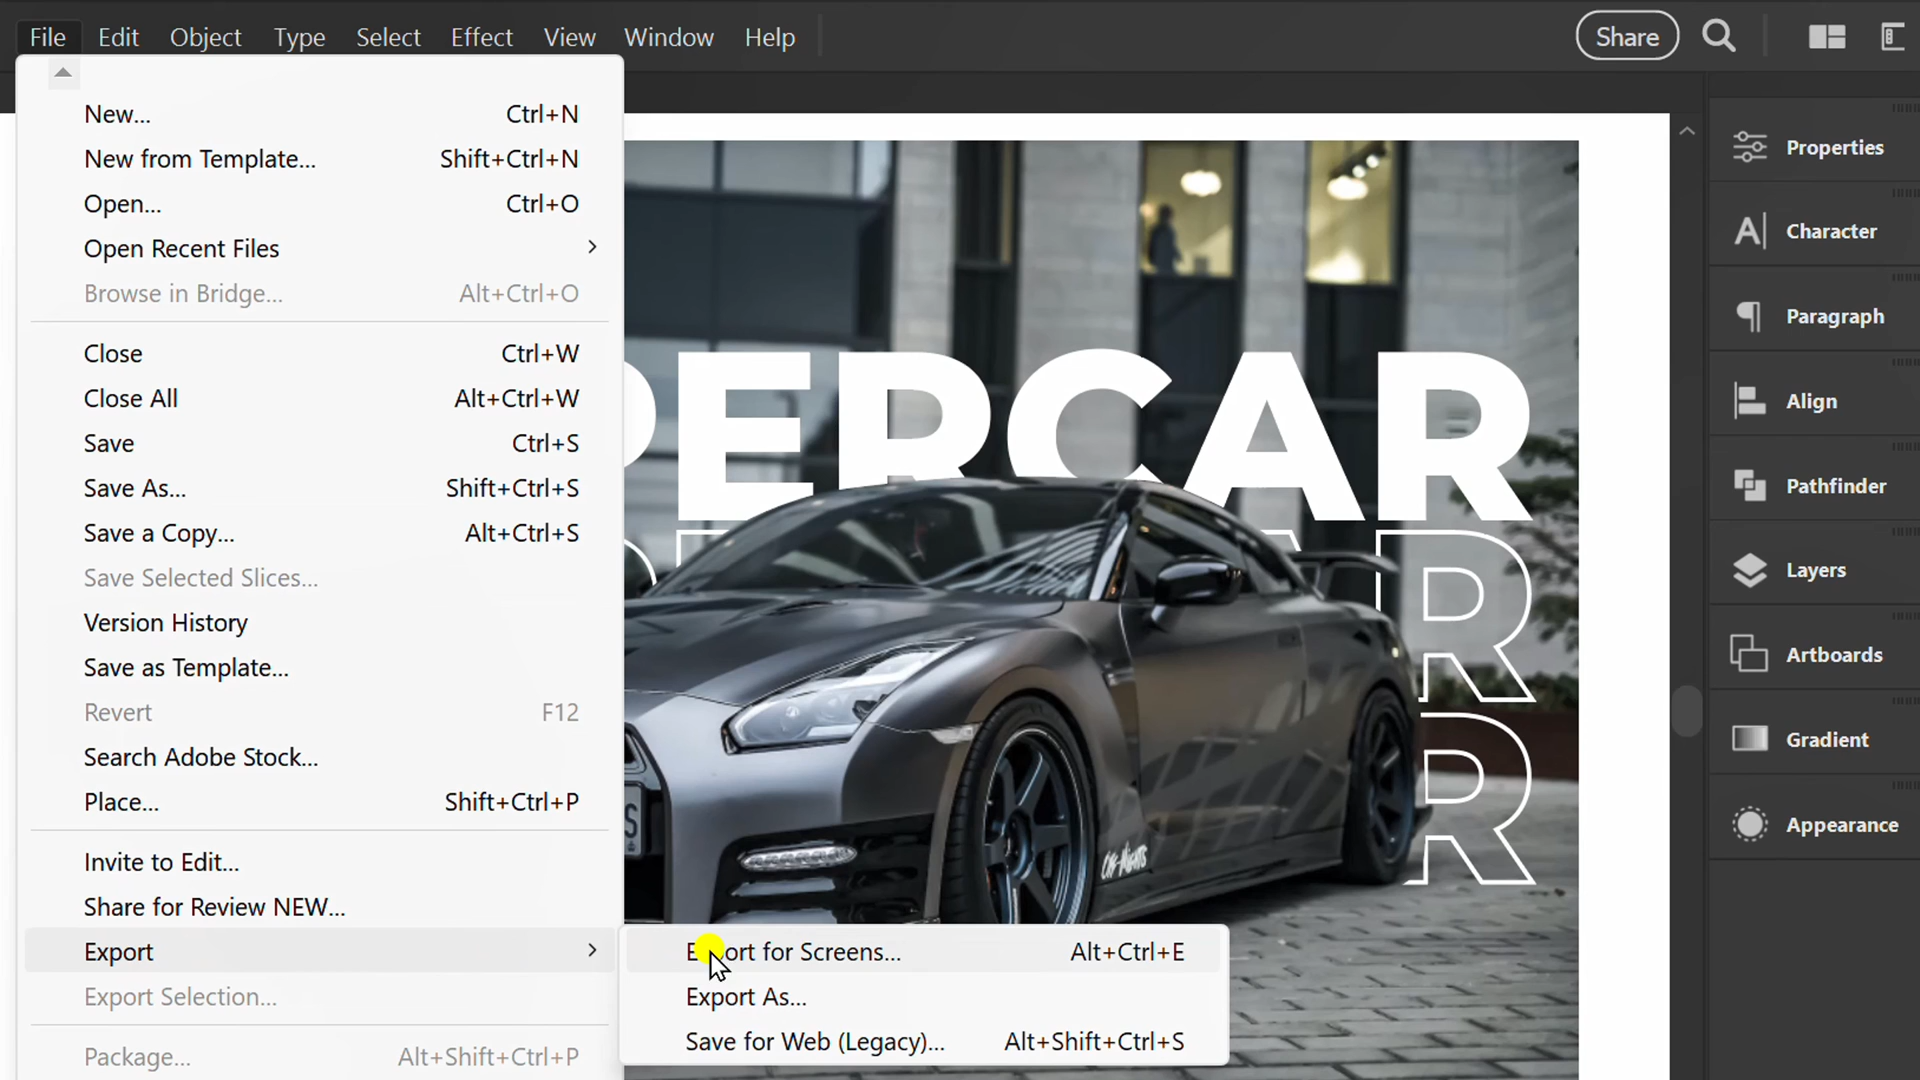 File Edit Object Type Select Effect View Window Help Share
New... Ctrl+N
New from Template... Shift+Ctrl+N
Open... Ctrl+O
Open Recent Files
Browse in Bridge... Alt+Ctrl+O
Close Ctrl+W
Close All Alt+Ctrl+W
Save Ctrl+S
Save As... Shift+Ctrl+S
Save a Copy... Alt+Ctrl+S
Save Selected Slices...
Version History
Save as Template...
Revert F12
Search Adobe Stock...
Place... Shift+Ctrl+P
Invite to Edit...
Share for Review NEW...
Export
Export Selection...
Package... Alt+Shift+Ctrl+P
Export for Screens... Alt+Ctrl+E
Export As...
Save for Web (Legacy)... Alt+Shift+Ctrl+S
PERCAR
R
R
S
Properties
Character
Paragraph
Align
Pathfinder
Layers
Artboards
Gradient
Appearance